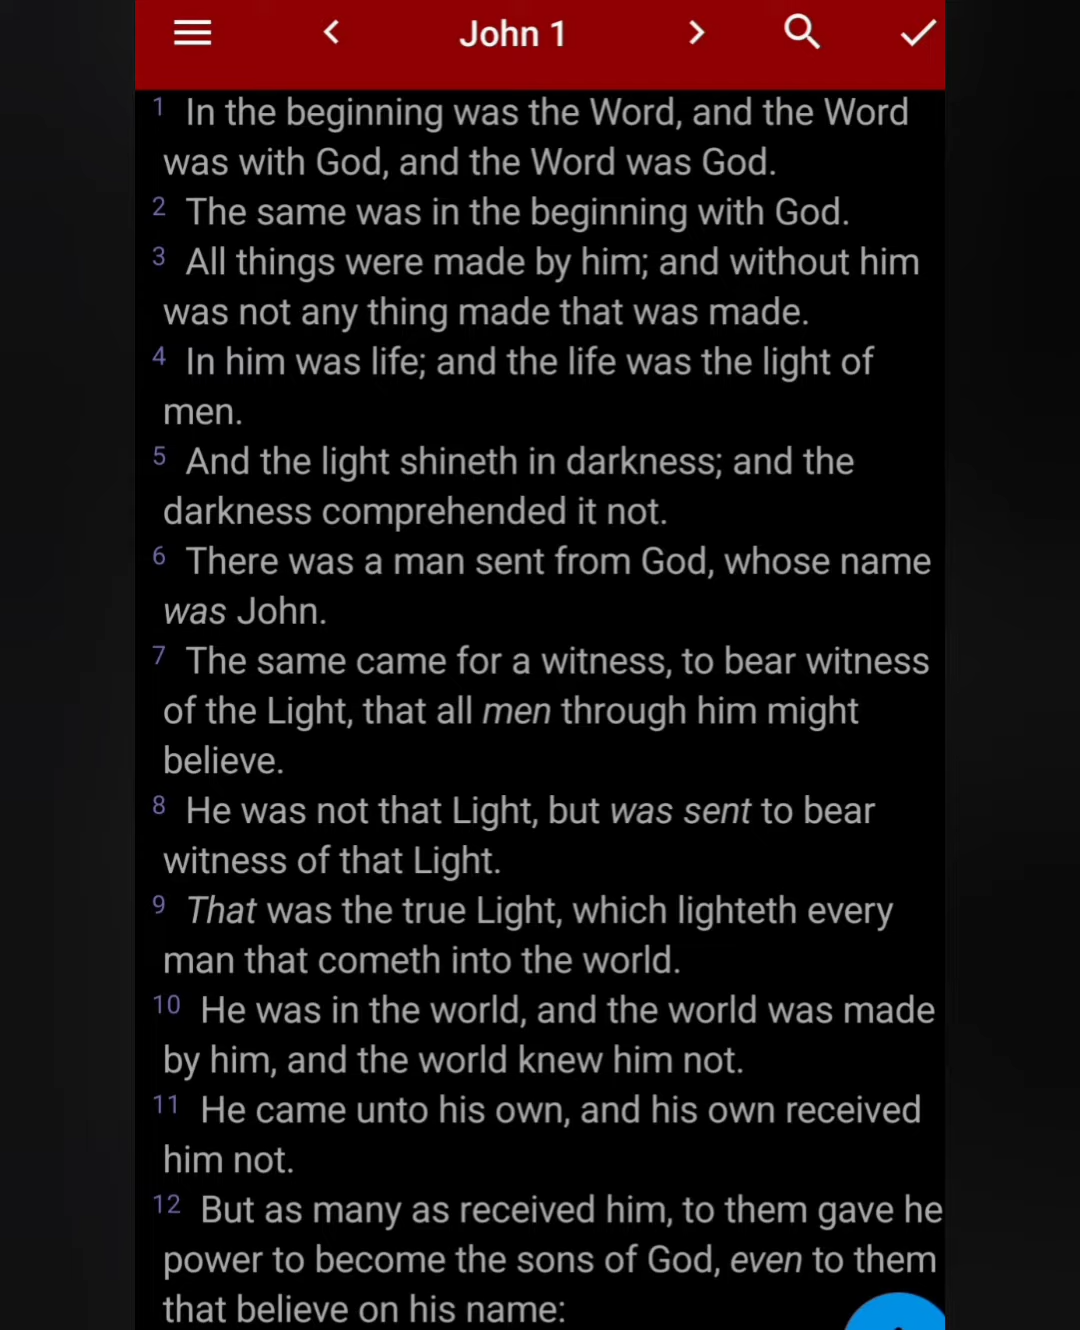 John 1
1 In the beginning was the Word, and the Word
was with God, and the Word was God.
2 The same was in the beginning with God.
3 All things were made by him; and without him
was not any thing made that was made.
4 In him was life; and the life was the light of
men.
5 And the light shineth in darkness; and the
darkness comprehended it not.
6 There was a man sent from God, whose name
was John.
7 The same came for a witness, to bear witness
of the Light, that all men through him might
believe.
8 He was not that Light, but was sent to bear
witness of that Light.
9 That was the true Light, which lighteth every
man that cometh into the world.
10 He was in the world, and the world was made
by him, and the world knew him not.
11 He came unto his own, and his own received
him not.
12 But as many as received him, to them gave he
power to become the sons of God, even to them
that believe on his name: